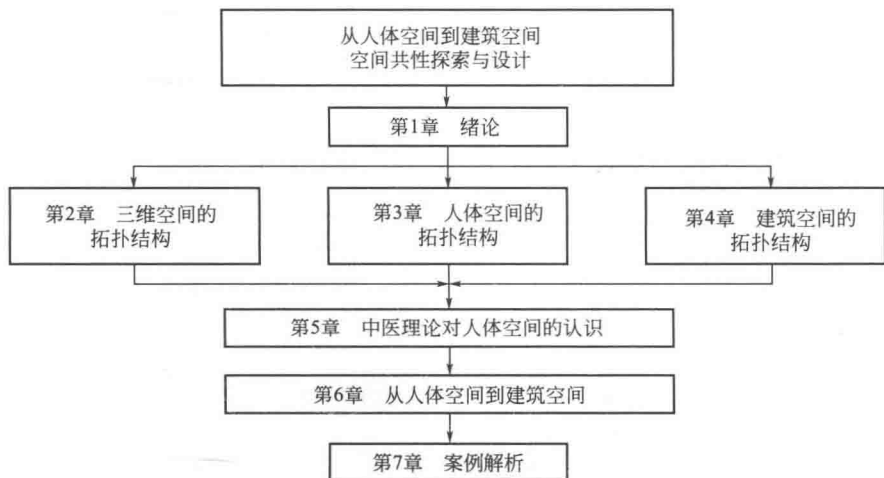 从人体空间到建筑空间
空间共性探索与设计
第1章 绪论
第2章 三维空间的
拓扑结构
第3章 人体空间的
拓扑结构
第4章 建筑空间的
拓扑结构
第5章 中医理论对人体空间的认识
第6章 从人体空间到建筑空间
第7章 案例解析